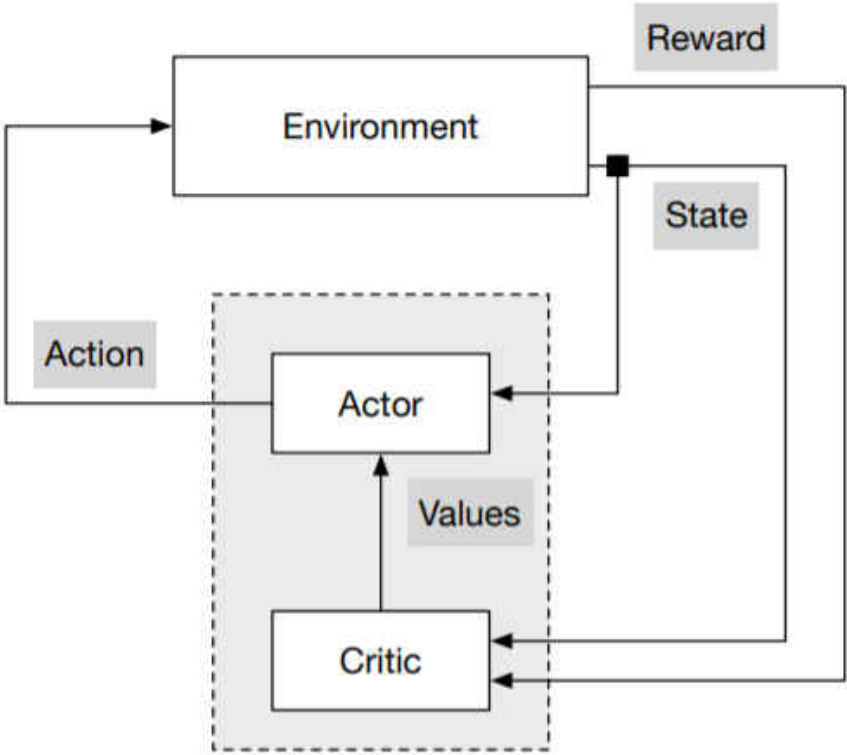 Reward
Environment
State
Action
Actor
Values
Critic